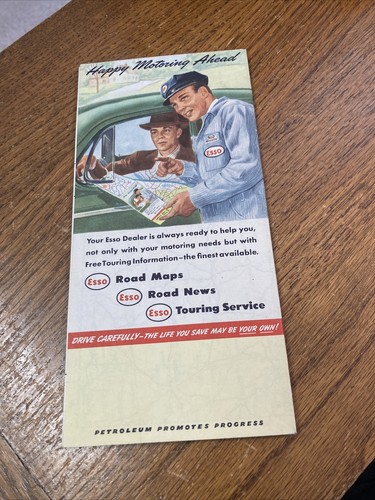 Happy Motoring Ahead
Esso
Your Esso Dealer is always ready to help you,
not only with your motoring needs but with
Free Touring Information—the finest available.
Esso Road Maps
Esso Road News
Esso Touring Service
DRIVE CAREFULLY—THE LIFE YOU SAVE MAY BE YOUR OWN!
PETROLEUM PROMOTES PROGRESS